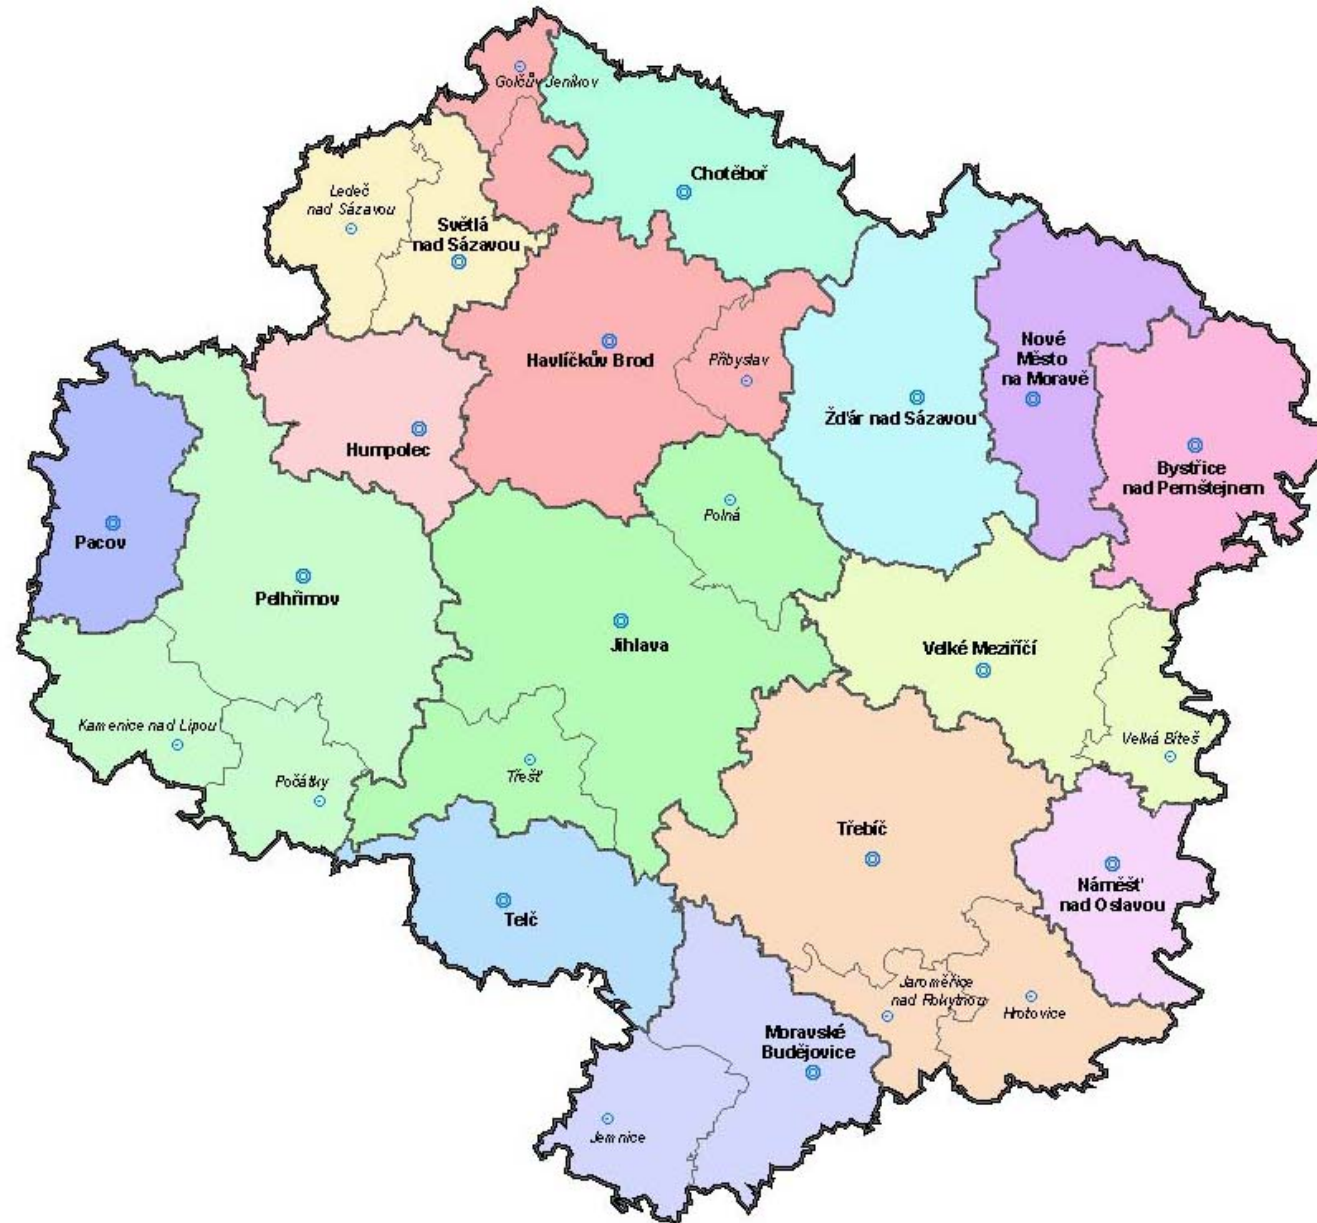 Golčův Jeníkov
Chotěboř
Ledeč
nad Sázavou
Světlá
nad Sázavou
Havlíčkův Brod
Přibyslav
Nové
Město
na Moravě
Žďár nad Sázavou
Humpolec
Bystřice
nad Pernštejnem
Polná
Pacov
Pelhřimov
Jihlava
Velké Meziříčí
Kamenice nad Lipou
Velká Bíteš
Třešť
Počátky
Třebíč
Náměšť
nad Oslavou
Telč
Jaroměřice
nad Rokytnou
Hrotovice
Moravské
Budějovice
Jemnice